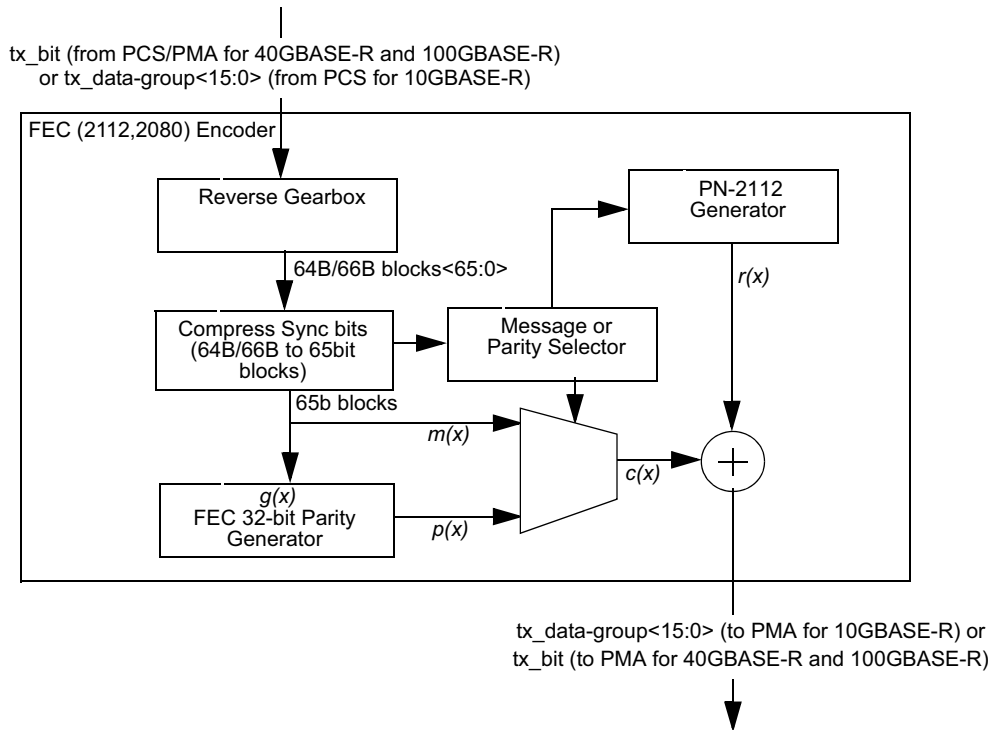 tx_bit (from PCS/PMA for 40GBASE-R and 100GBASE-R)
or tx_data-group<15:0> (from PCS for 10GBASE-R)
FEC (2112,2080) Encoder
Reverse Gearbox
PN-2112
Generator
64B/66B blocks<65:0>
r(x)
Compress Sync bits
(64B/66B to 65bit
blocks)
Message or
Parity Selector
65b blocks
m(x)
c(x)
+
g(x)
FEC 32-bit Parity
Generator
p(x)
tx_data-group<15:0> (to PMA for 10GBASE-R) or
tx_bit (to PMA for 40GBASE-R and 100GBASE-R)